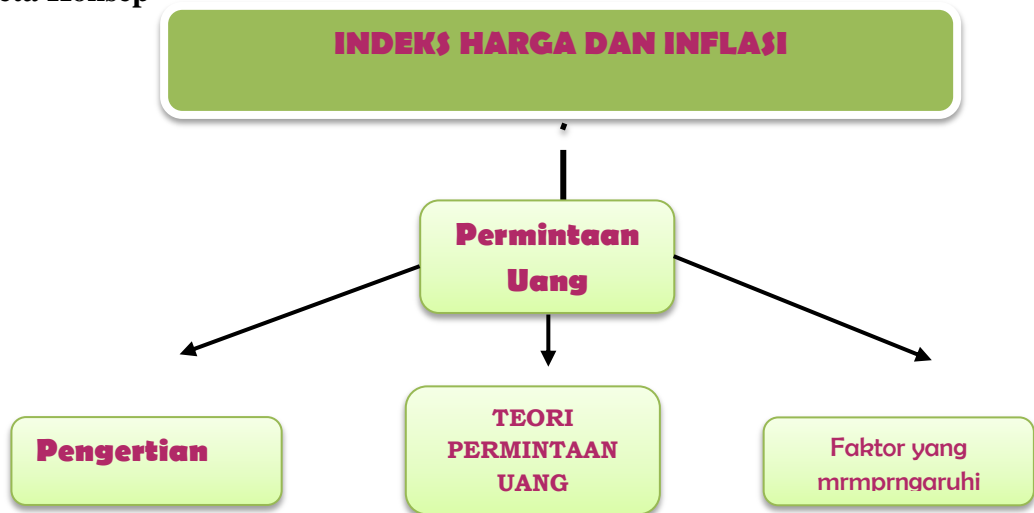 INDEKS HARGA DAN INFLASI
Permintaan
Uang
Pengertian
TEORI
PERMINTAAN
UANG
Faktor yang
mrmprngaruhi